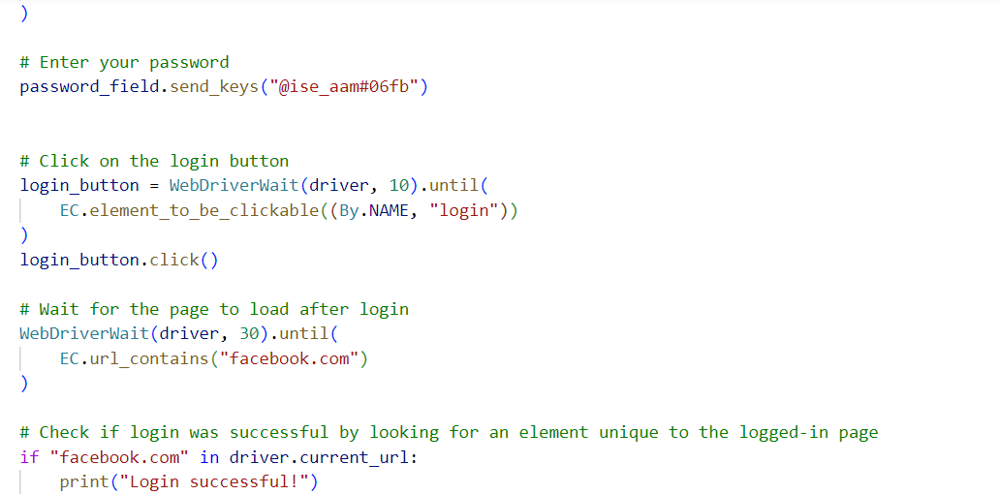 )
# Enter your password
password_field.send_keys("@ise_aam#06fb")
# Click on the login button
login_button = WebDriverWait(driver, 10).until(
    EC.element_to_be_clickable((By.NAME, "login"))
)
login_button.click()
# Wait for the page to load after login
WebDriverWait(driver, 30).until(
    EC.url_contains("facebook.com")
)
# Check if login was successful by looking for an element unique to the logged-in page
if "facebook.com" in driver.current_url:
    print("Login successful!")